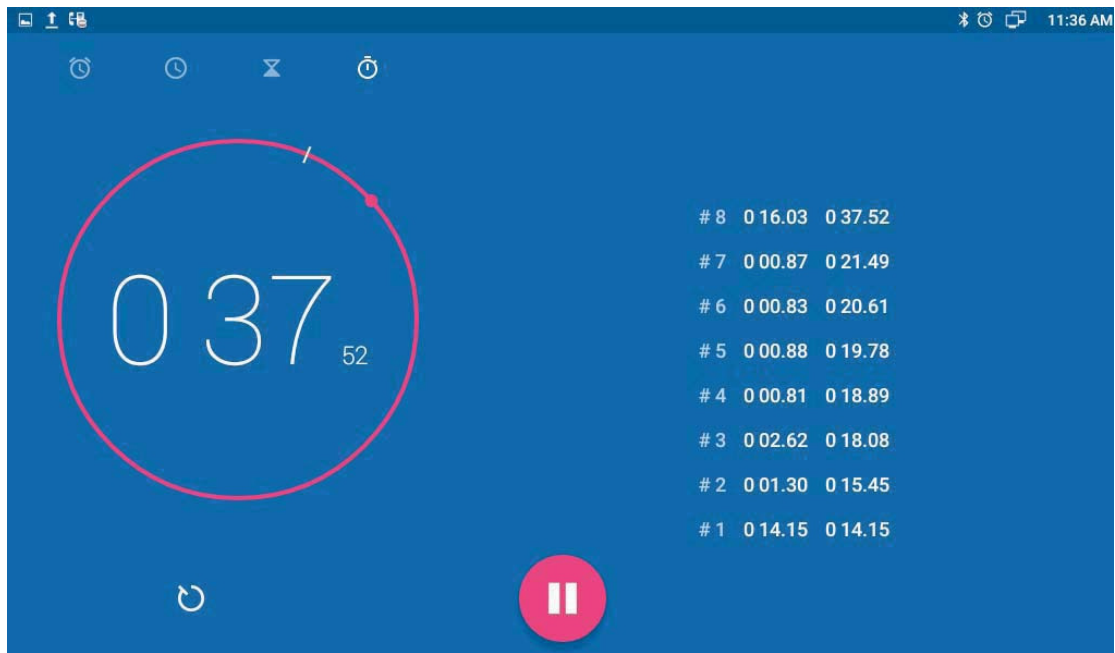 11:36 AM
0 37 52
# 8 0 16.03 0 37.52
# 7 0 00.87 0 21.49
# 6 0 00.83 0 20.61
# 5 0 00.88 0 19.78
# 4 0 00.81 0 18.89
# 3 0 02.62 0 18.08
# 2 0 01.30 0 15.45
# 1 0 14.15 0 14.15